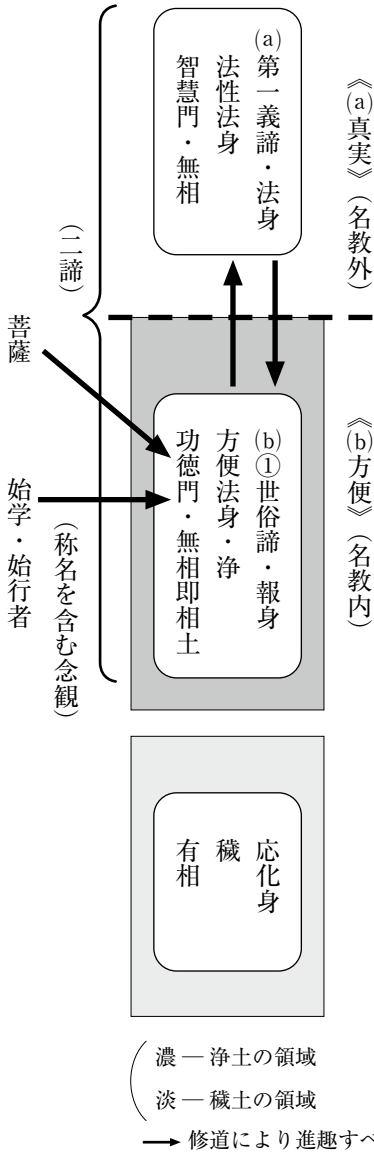 《(a)真実》（名教外）
《(b)方便》（名教内）
(a)第一義諦・法身
法性法身
智慧門・無相
(b)①世俗諦・報身
方便法身・浄
功徳門・無相即相土
応化身
穢
有相
（二諦）
（称名を含む念観）
菩薩
始学・始行者
濃 — 浄土の領域
淡 — 穢土の領域
→ 修道により進趣すべ